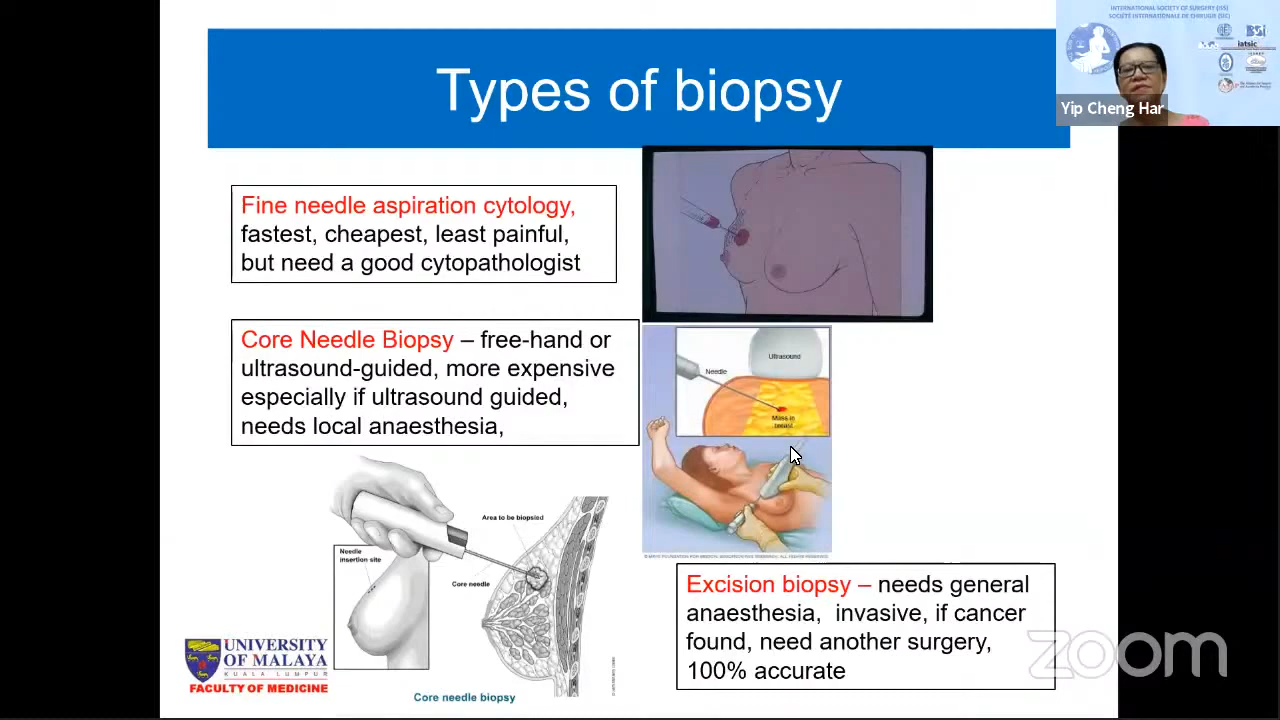 Types of biopsy
INTERNATIONAL SOCIETY OF SURGERY (ISS)
SOCIÉTÉ INTERNATIONALE DE CHIRURGIE (SIC)
iatsic
Yip Cheng Har
Fine needle aspiration cytology,
fastest, cheapest, least painful,
but need a good cytopathologist
Core Needle Biopsy – free-hand or
ultrasound-guided, more expensive
especially if ultrasound guided,
needs local anaesthesia,
Ultrasound
Needle
Mass in
breast
Area to be biopsied
Needle
insertion site
Core needle
Core needle biopsy
Excision biopsy – needs general
anaesthesia, invasive, if cancer
found, need another surgery,
100% accurate
UNIVERSITY
OF MALAYA
KUALA LUMPUR
FACULTY OF MEDICINE
zoom